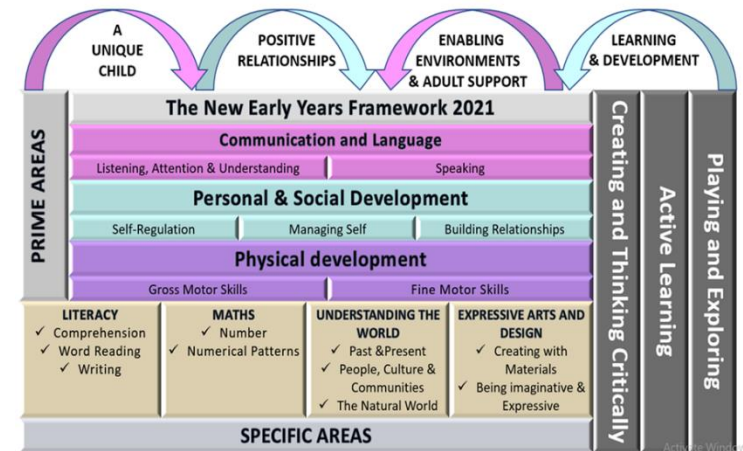 A
UNIQUE
CHILD
POSITIVE
RELATIONSHIPS
ENABLING
ENVIRONMENTS
& ADULT SUPPORT
LEARNING
& DEVELOPMENT
PRIME AREAS
The New Early Years Framework 2021
Communication and Language
Listening, Attention & Understanding
Speaking
Personal & Social Development
Self-Regulation
Managing Self
Building Relationships
Physical development
Gross Motor Skills
Fine Motor Skills
LITERACY
✓ Comprehension
✓ Word Reading
✓ Writing
MATHS
✓ Number
✓ Numerical Patterns
UNDERSTANDING THE
WORLD
✓ Past &Present
✓ People, Culture &
Communities
✓ The Natural World
EXPRESSIVE ARTS AND
DESIGN
✓ Creating with
Materials
✓ Being imaginative &
Expressive
SPECIFIC AREAS
Creating and Thinking Critically
Active Learning
Playing and Exploring
Activate Window